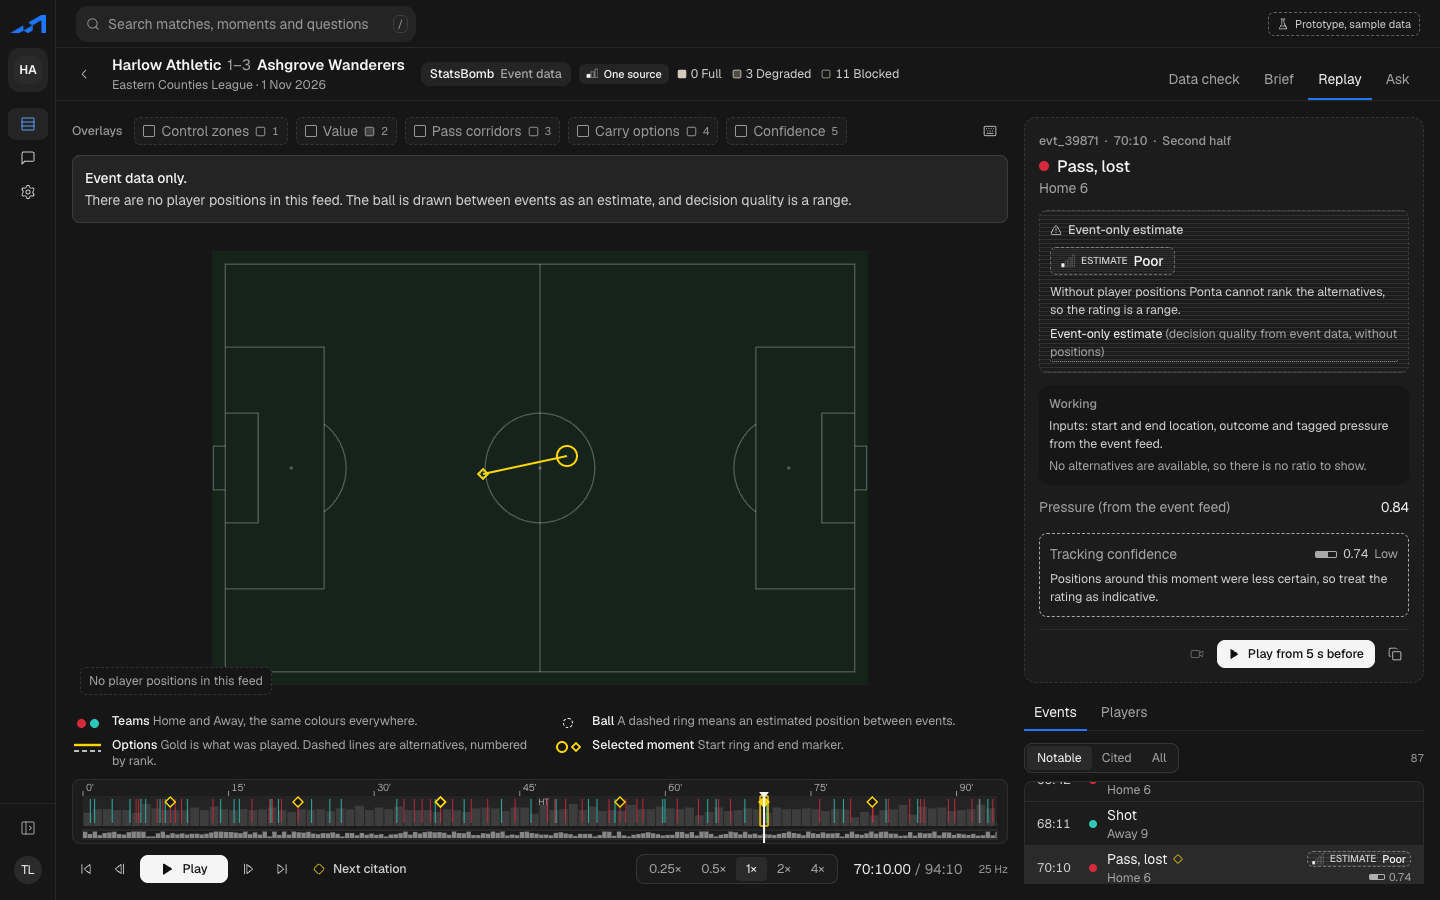 Search matches, moments and questions /
Prototype, sample data
HA
Harlow Athletic 1–3 Ashgrove Wanderers
Eastern Counties League · 1 Nov 2026
StatsBomb Event data
One source
0 Full
3 Degraded
11 Blocked
Data check
Brief
Replay
Ask
Overlays
Control zones 1
Value 2
Pass corridors 3
Carry options 4
Confidence 5
Event data only.
There are no player positions in this feed. The ball is drawn between events as an estimate, and decision quality is a range.
No player positions in this feed
Teams Home and Away, the same colours everywhere.
Ball A dashed ring means an estimated position between events.
Options Gold is what was played. Dashed lines are alternatives, numbered
by rank.
Selected moment Start ring and end marker.
0' 15' 30' 45' 60' 75' 90'
HT
Play
Next citation
0.25× 0.5× 1× 2× 4×
70:10.00 / 94:10
25 Hz
TL
evt_39871 · 70:10 · Second half
Pass, lost
Home 6
Event-only estimate
ESTIMATE Poor
Without player positions Ponta cannot rank the alternatives,
so the rating is a range.
Event-only estimate (decision quality from event data, without
positions)
Working
Inputs: start and end location, outcome and tagged pressure
from the event feed.
No alternatives are available, so there is no ratio to show.
Pressure (from the event feed) 0.84
Tracking confidence 0.74 Low
Positions around this moment were less certain, so treat the
rating as indicative.
Play from 5 s before
Events
Players
Notable Cited All
87
Home 6
68:11 Shot
Away 9
70:10 Pass, lost ESTIMATE Poor
Home 6 0.74